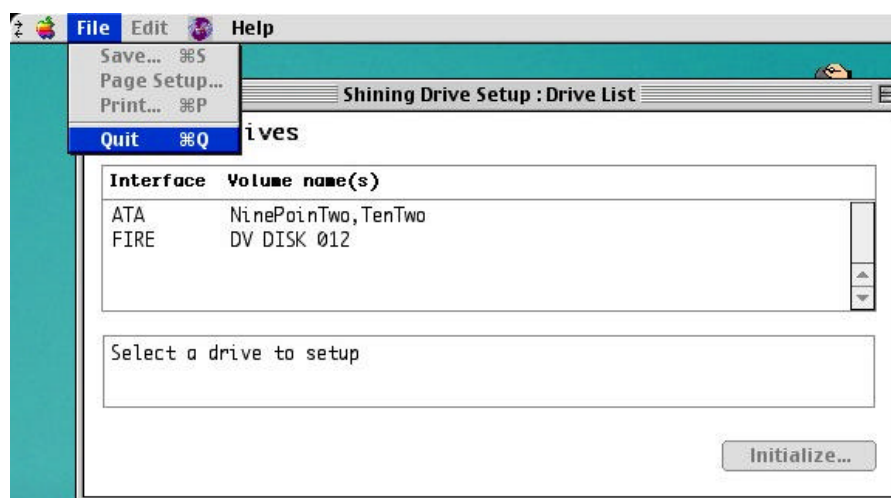 File Edit Help
Save... ⌘S
Page Setup...
Print... ⌘P
Quit ⌘Q
Shining Drive Setup : Drive List
ives
Interface Volume name(s)
ATA NinePoinTwo,TenTwo
FIRE DV DISK 012
Select a drive to setup
Initialize...